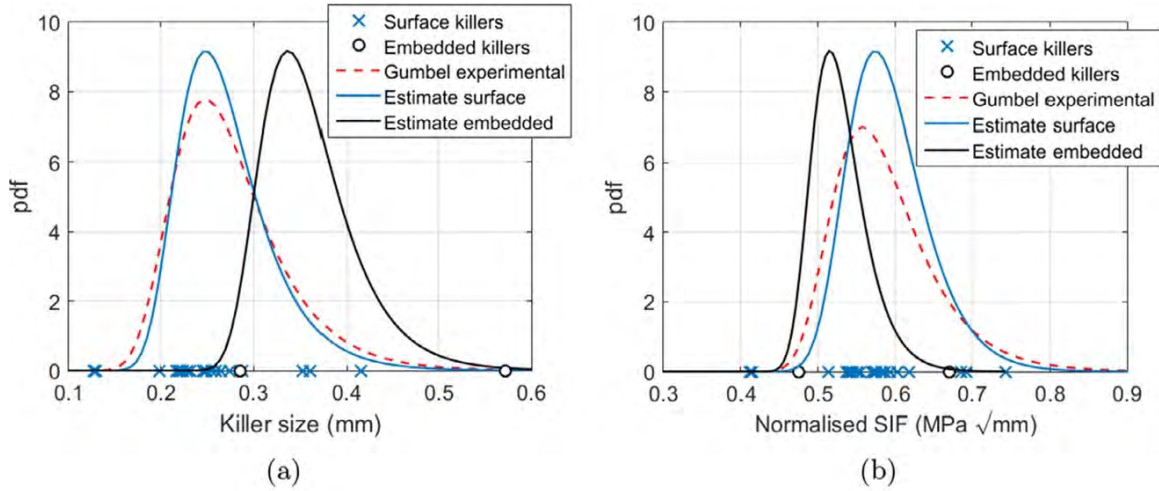 10
8
6
4
2
0
pdf
0.1 0.2 0.3 0.4 0.5 0.6
Killer size (mm)
Surface killers
Embedded killers
Gumbel experimental
Estimate surface
Estimate embedded
(a)
10
8
6
4
2
0
pdf
0.3 0.4 0.5 0.6 0.7 0.8 0.9
Normalised SIF (MPa √mm)
Surface killers
Embedded killers
Gumbel experimental
Estimate surface
Estimate embedded
(b)